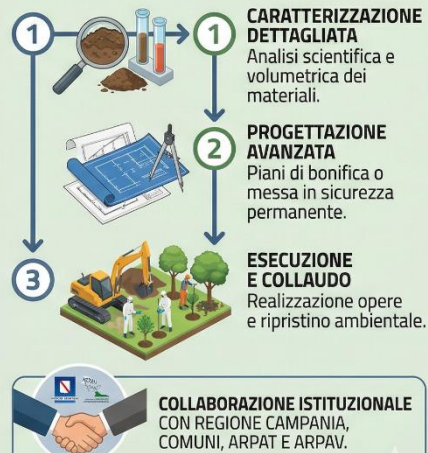 1
1
CARATTERIZZAZIONE
DETTAGLIATA
Analisi scientifica e
volumetrica dei
materiali.
2
PROGETTAZIONE
AVANZATA
Piani di bonifica o
messa in sicurezza
permanente.
3
ESECUZIONE
E COLLAUDO
Realizzazione opere
e ripristino ambientale.
COLLABORAZIONE ISTITUZIONALE
CON REGIONE CAMPANIA,
COMUNI, ARPAT E ARPAV.